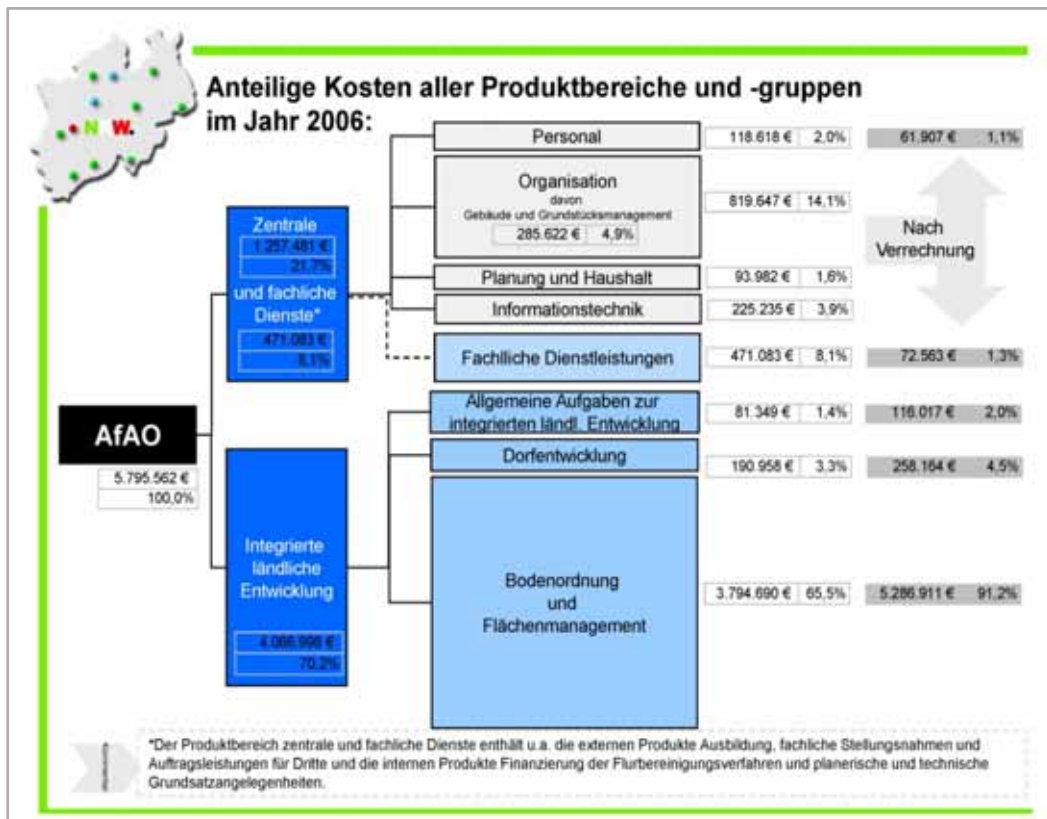 Anteilige Kosten aller Produktbereiche und -gruppen
im Jahr 2006:
NRW.
Personal
118.618 € 2,0%
61.907 € 1,1%
Organisation
davon
Gebäude und Grundstücksmanagement
285.622 € 4,9%
819.647 € 14,1%
Nach
Verrechnung
Zentrale
1.257.481 €
21,7%
und fachliche
Dienste*
471.083 €
8,1%
Planung und Haushalt
93.982 € 1,6%
Informationstechnik
225.235 € 3,9%
Fachlliche Dienstleistungen
471.083 € 8,1%
72.563 € 1,3%
AfAO
5.795.562 €
100,0%
Allgemeine Aufgaben zur
integrierten ländl. Entwicklung
81.349 € 1,4%
116.017 € 2,0%
Dorfentwicklung
190.958 € 3,3%
258.164 € 4,5%
Integrierte
ländliche
Entwicklung
4.066.998 €
70,2%
Bodenordnung
und
Flächenmanagement
3.794.690 € 65,5%
5.286.911 € 91,2%
*Der Produktbereich zentrale und fachliche Dienste enthält u.a. die externen Produkte Ausbildung, fachliche Stellungsnahmen und
Auftragsleistungen für Dritte und die internen Produkte Finanzierung der Flurbereinigungsverfahren und planerische und technische
Grundsatzangelegenheiten.